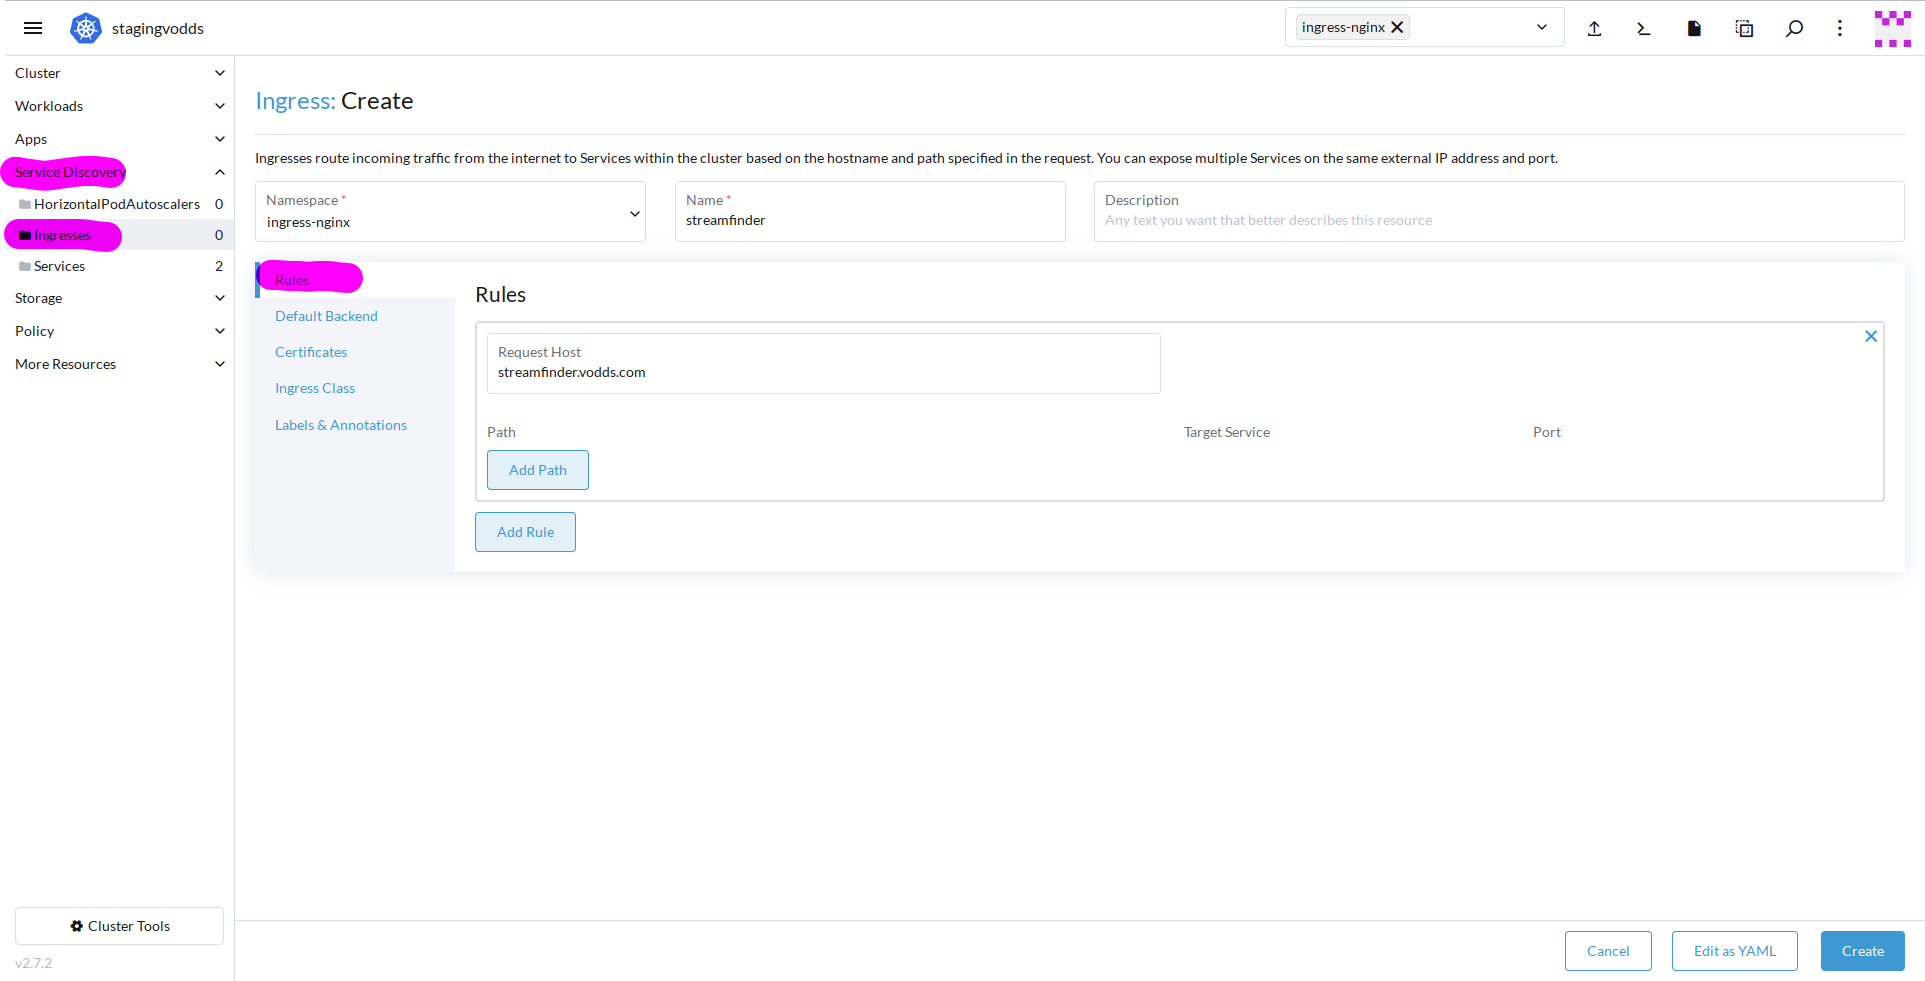 stagingvodds
ingress-nginx
Cluster
Workloads
Apps
Service Discovery
HorizontalPodAutoscalers 0
Ingresses 0
Services 2
Storage
Policy
More Resources
Cluster Tools
v2.7.2
Ingress: Create
Ingresses route incoming traffic from the internet to Services within the cluster based on the hostname and path specified in the request. You can expose multiple Services on the same external IP address and port.
Namespace *
ingress-nginx
Name *
streamfinder
Description
Any text you want that better describes this resource
Rules
Default Backend
Certificates
Ingress Class
Labels & Annotations
Rules
Request Host
streamfinder.vodds.com
Path Target Service Port
Add Path
Add Rule
Cancel Edit as YAML Create